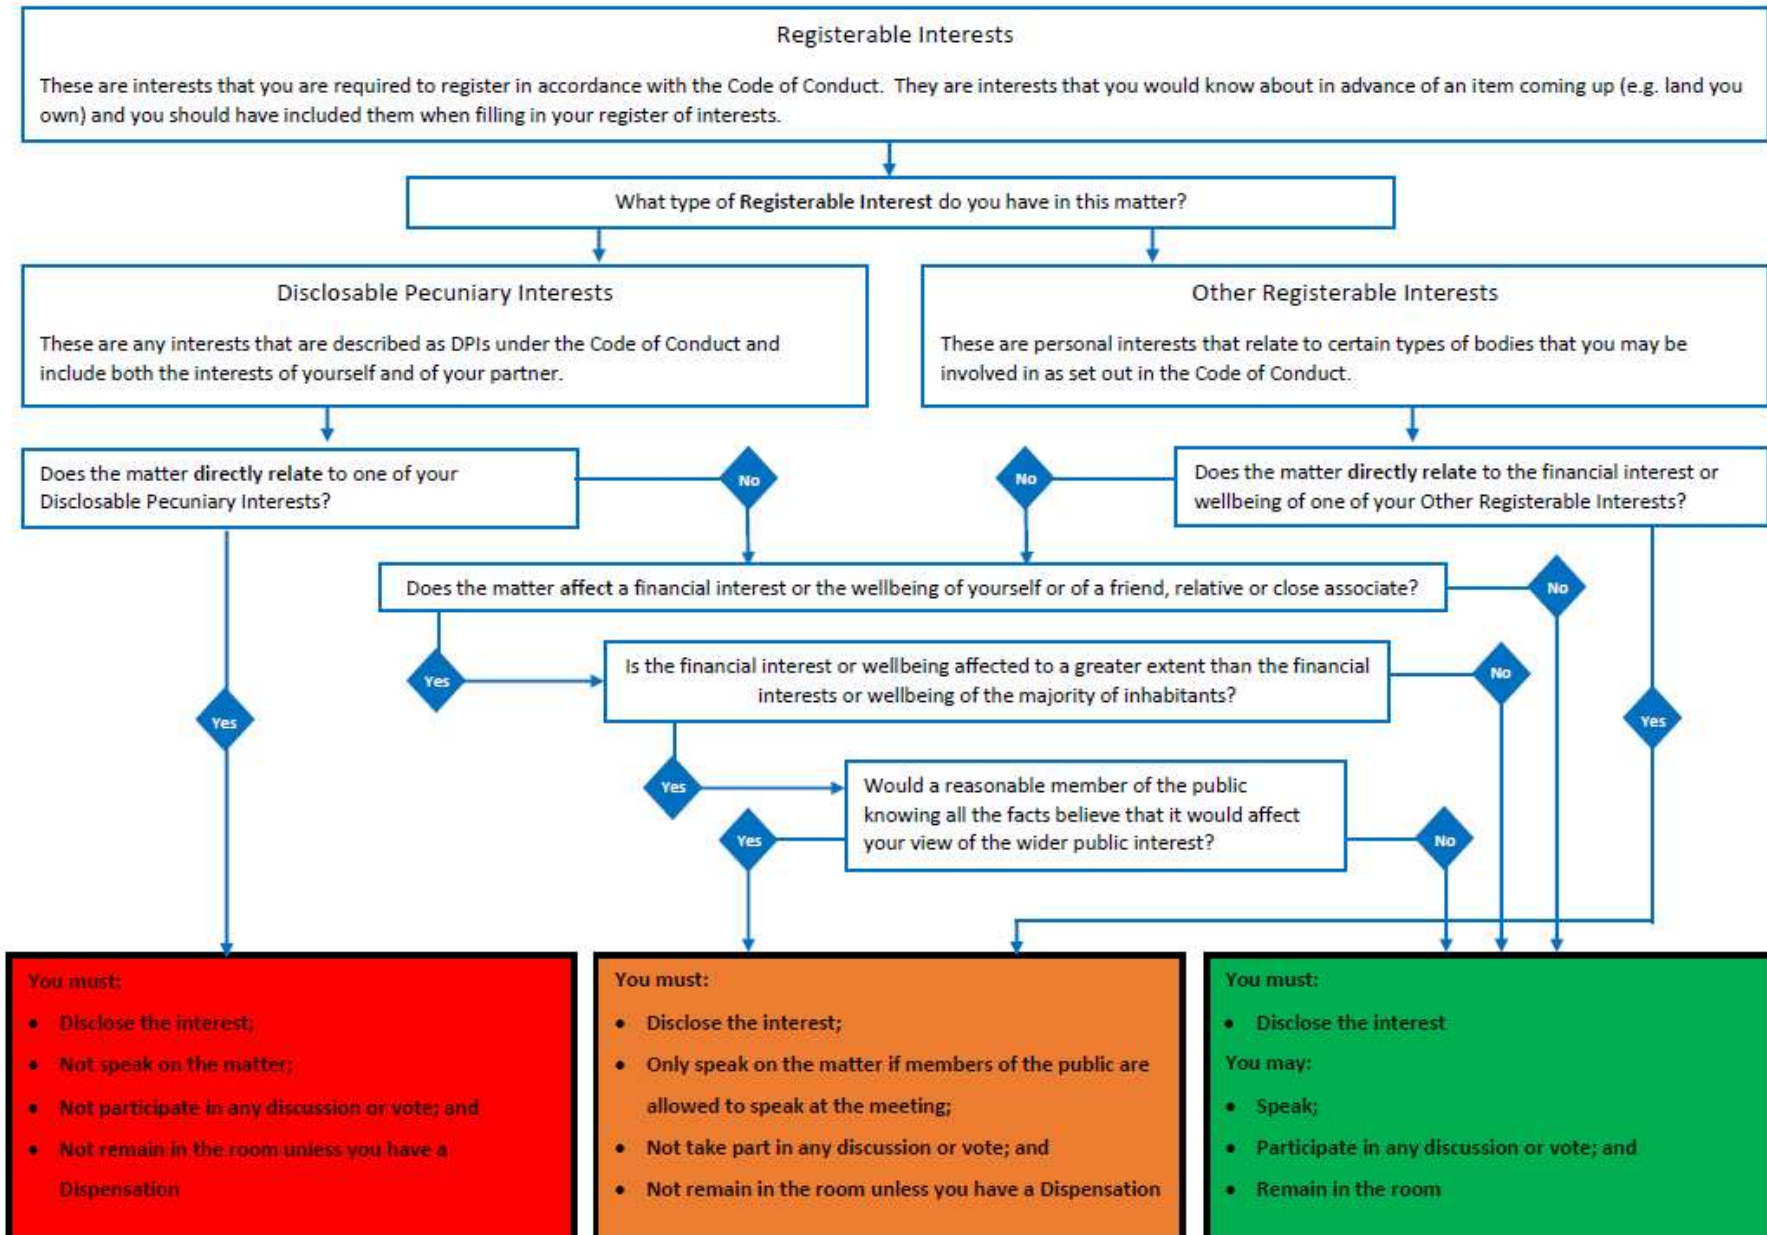 Registerable Interests
These are interests that you are required to register in accordance with the Code of Conduct. They are interests that you would know about in advance of an item coming up (e.g. land you
own) and you should have included them when filling in your register of interests.
What type of Registerable Interest do you have in this matter?
Disclosable Pecuniary Interests
These are any interests that are described as DPIs under the Code of Conduct and
include both the interests of yourself and of your partner.
Other Registerable Interests
These are personal interests that relate to certain types of bodies that you may be
involved in as set out in the Code of Conduct.
Does the matter directly relate to one of your
Disclosable Pecuniary Interests?
No
No
Does the matter directly relate to the financial interest or
wellbeing of one of your Other Registerable Interests?
Does the matter affect a financial interest or the wellbeing of yourself or of a friend, relative or close associate?
No
Yes
Is the financial interest or wellbeing affected to a greater extent than the financial
interests or wellbeing of the majority of inhabitants?
No
Yes
Yes
Yes
Would a reasonable member of the public
knowing all the facts believe that it would affect
your view of the wider public interest?
Yes
No
You must:
• Disclose the interest;
• Not speak on the matter;
• Not participate in any discussion or vote; and
• Not remain in the room unless you have a
Dispensation
You must:
• Disclose the interest;
• Only speak on the matter if members of the public are
allowed to speak at the meeting;
• Not take part in any discussion or vote; and
• Not remain in the room unless you have a Dispensation
You must:
• Disclose the interest
You may:
• Speak;
• Participate in any discussion or vote; and
• Remain in the room